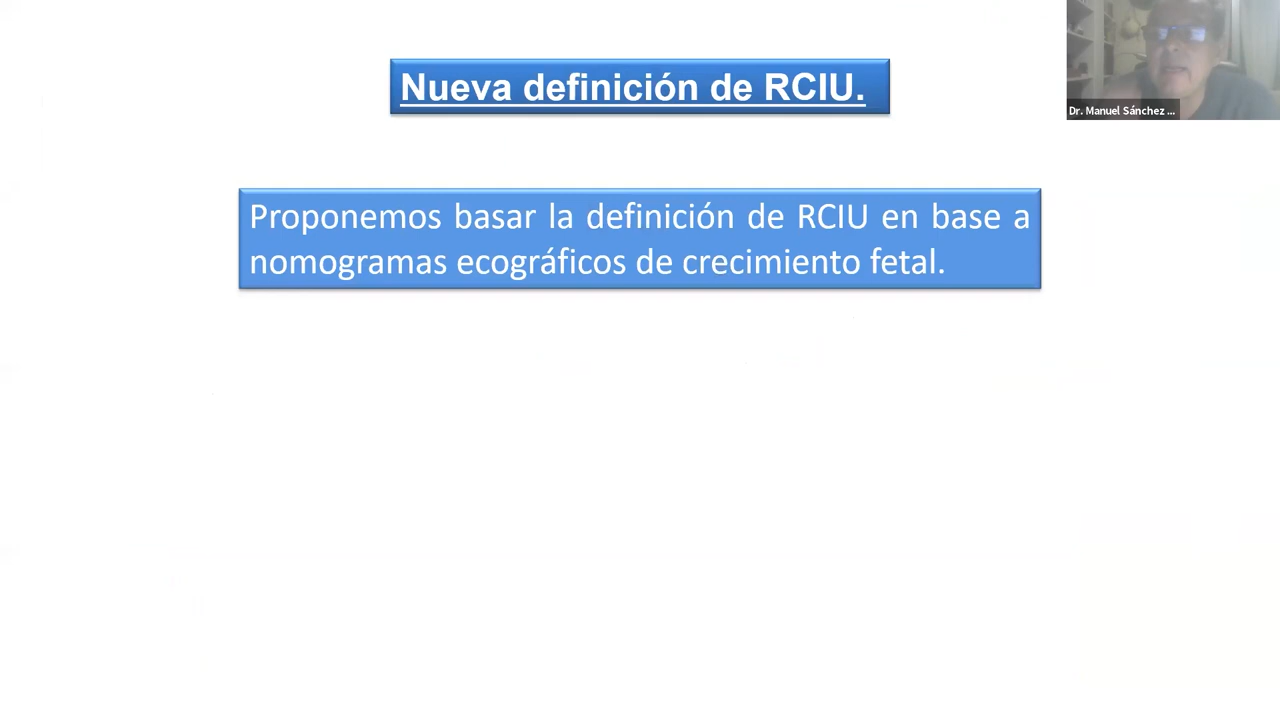 Nueva definición de RCIU.
Dr. Manuel Sánchez ...
Proponemos basar la definición de RCIU en base a
nomogramas ecográficos de crecimiento fetal.